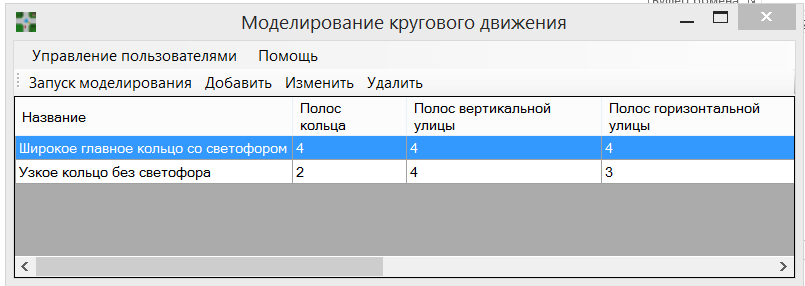 Моделирование кругового движения
Управление пользователями Помощь
Запуск моделирования Добавить Изменить Удалить
Название Полос кольца Полос вертикальной улицы Полос горизонтальной улицы
Широкое главное кольцо со светофором 4 4 4
Узкое кольцо без светофора 2 4 3